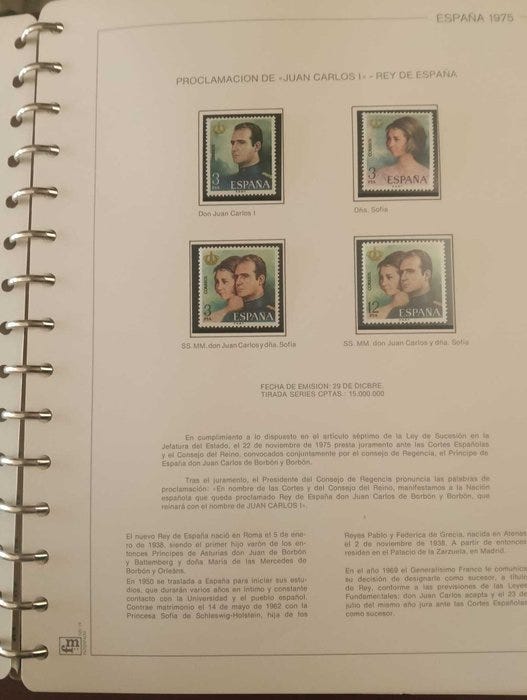 ESPAÑA 1975
PROCLAMACION DE «JUAN CARLOS I» - REY DE ESPAÑA
CORREOS
3
PTA
ESPAÑA
CORREOS
3
PTA
ESPAÑA
Don Juan Carlos I
Dña. Sofía
CORREOS
3
PTA
ESPAÑA
CORREOS
12
PTA
ESPAÑA
SS. MM. don Juan Carlos y dña. Sofía
SS. MM. don Juan Carlos y dña. Sofía
FECHA DE EMISION: 29 DE DICBRE.
TIRADA SERIES CPTAS.: 15.000.000
En cumplimiento a lo dispuesto en el artículo séptimo de la Ley de Sucesión en la
Jefatura del Estado, el 22 de noviembre de 1975 presta juramento ante las Cortes Españolas
y el Consejo del Reino, convocados conjuntamente por el consejo de Regencia, el Príncipe de
España don Juan Carlos de Borbón y Borbón.
Tras el juramento, el Presidente del Consejo de Regencia pronuncia las palabras de
proclamación: «En nombre de las Cortes y del Consejo del Reino, manifestamos a la Nación
española que queda proclamado Rey de España don Juan Carlos de Borbón y Borbón, que
reinará con el nombre de JUAN CARLOS I».
El nuevo Rey de España nació en Roma el 5 de ene-
ro de 1938, siendo el primer hijo varón de los en-
tonces Príncipes de Asturias don Juan de Borbón
y Battemberg y doña María de las Mercedes de
Borbón y Orleáns.
En 1950 se traslada a España para iniciar sus estu-
dios, que durarán varios años en íntimo y constante
contacto con la Universidad y el pueblo español.
Contrae matrimonio el 14 de mayo de 1962 con la
Princesa Sofía de Schleswig-Holstein, hija de los
Reyes Pablo y Federica de Grecia, nacida en Atenas
el 2 de noviembre de 1938. A partir de entonces
residen en el Palacio de la Zarzuela, en Madrid.
En el año 1969 el Generalísimo Franco le comunica
su decisión de designarle como sucesor, a título
de Rey, conforme a las previsiones de las Leyes
Fundamentales; don Juan Carlos acepta y el 23 de
julio del mismo año jura ante las Cortes Españolas
como sucesor.